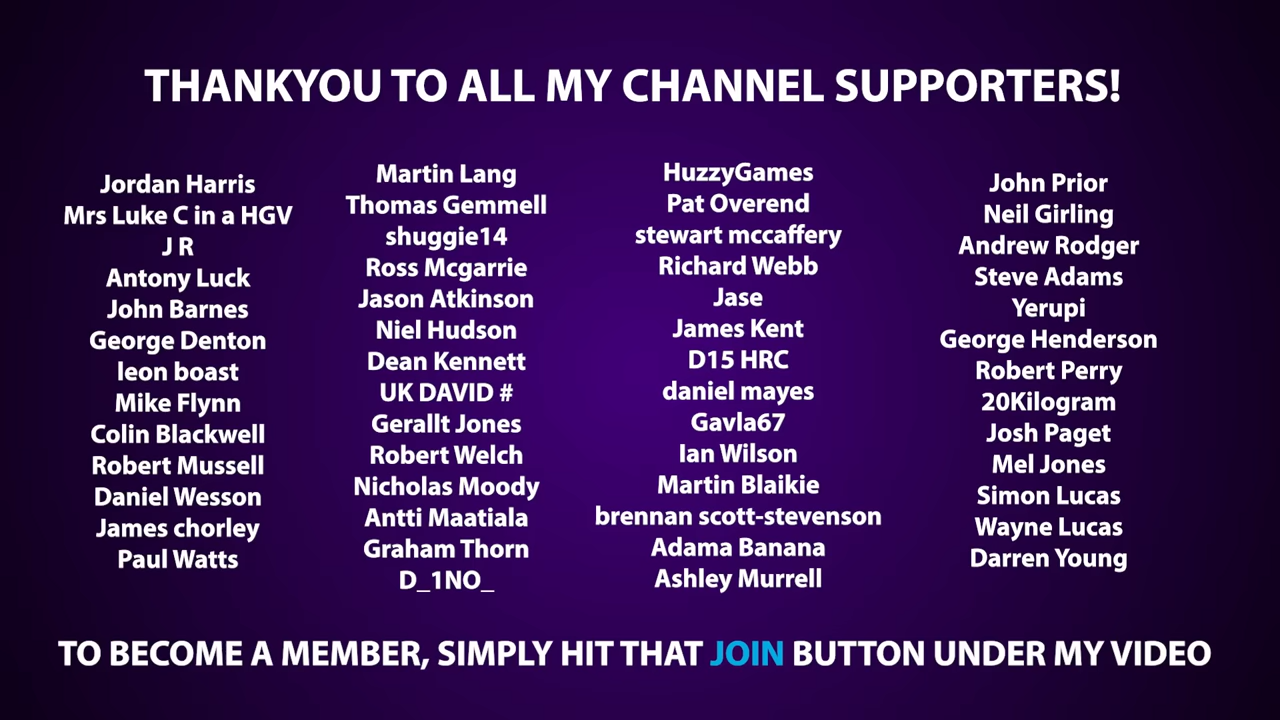 THANKYOU TO ALL MY CHANNEL SUPPORTERS!
Jordan Harris
Mrs Luke C in a HGV
J R
Antony Luck
John Barnes
George Denton
leon boast
Mike Flynn
Colin Blackwell
Robert Mussell
Daniel Wesson
James chorley
Paul Watts
Martin Lang
Thomas Gemmell
shuggie14
Ross Mcgarrie
Jason Atkinson
Niel Hudson
Dean Kennett
UK DAVID #
Gerallt Jones
Robert Welch
Nicholas Moody
Antti Maatiala
Graham Thorn
D_1NO_
HuzzyGames
Pat Overend
stewart mccaffery
Richard Webb
Jase
James Kent
D15 HRC
daniel mayes
Gavla67
Ian Wilson
Martin Blaikie
brennan scott-stevenson
Adama Banana
Ashley Murrell
John Prior
Neil Girling
Andrew Rodger
Steve Adams
Yerupi
George Henderson
Robert Perry
20Kilogram
Josh Paget
Mel Jones
Simon Lucas
Wayne Lucas
Darren Young
TO BECOME A MEMBER, SIMPLY HIT THAT JOIN BUTTON UNDER MY VIDEO